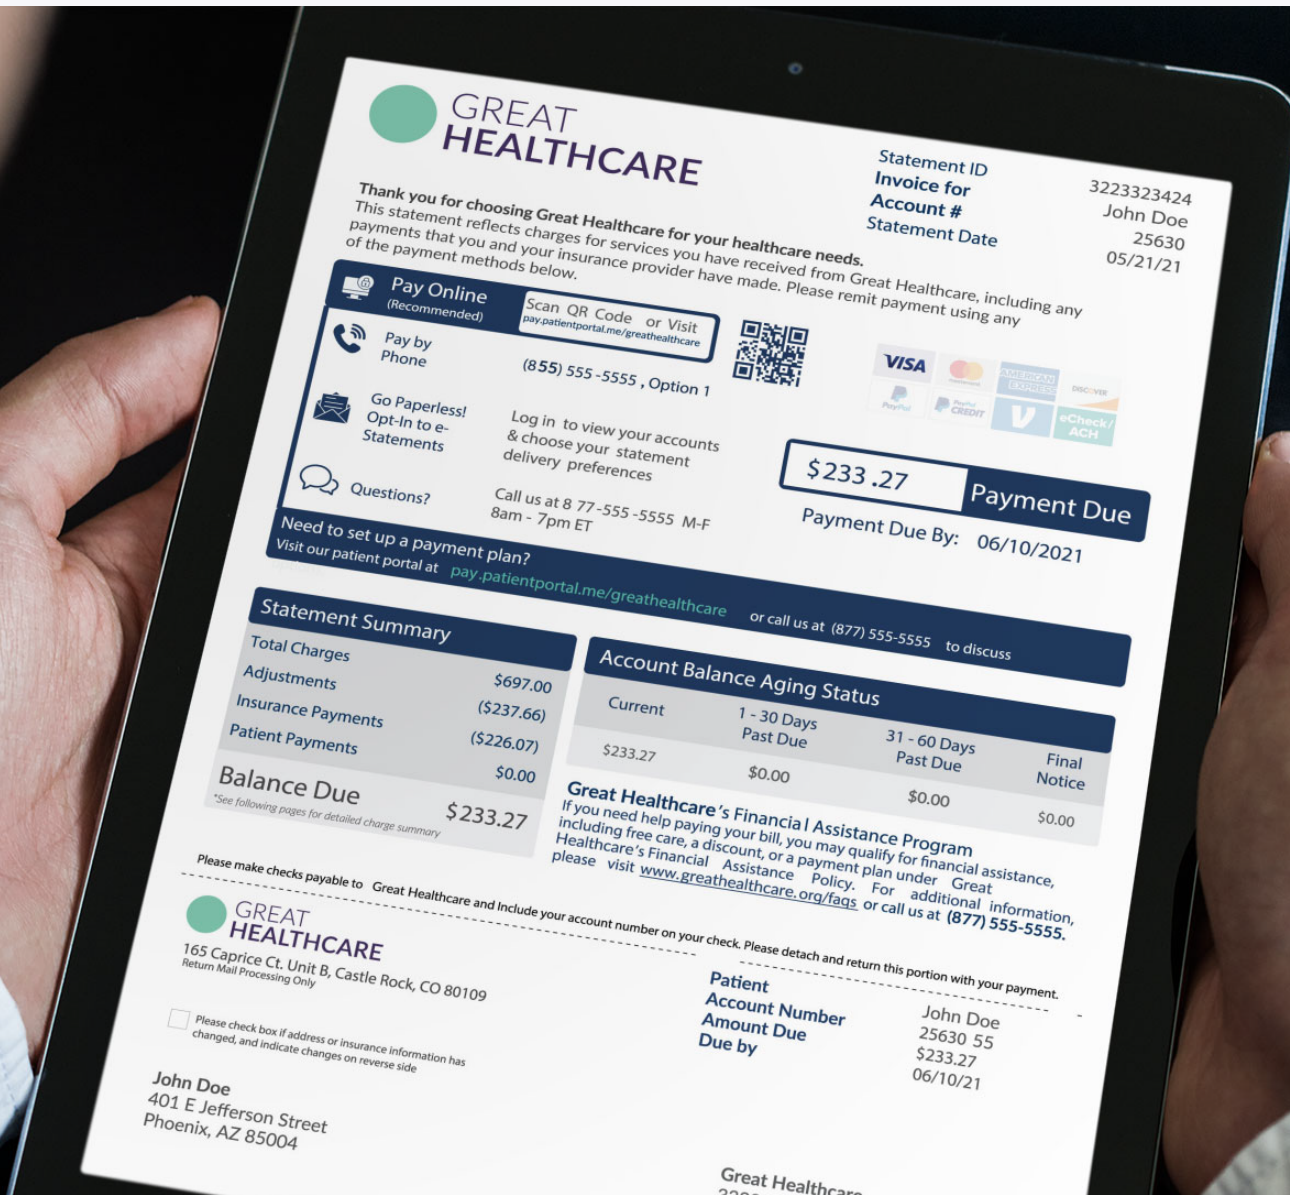 GREAT
HEALTHCARE
Statement ID 3223323424
Invoice for John Doe
Account # 25630
Statement Date 05/21/21
Thank you for choosing Great Healthcare for your healthcare needs.
This statement reflects charges for services you have received from Great Healthcare, including any
payments that you and your insurance provider have made. Please remit payment using any
of the payment methods below.
Pay Online
(Recommended)
Scan QR Code or Visit
pay.patientportal.me/greathealthcare
Pay by
Phone
(855) 555 -5555 , Option 1
Go Paperless!
Opt-In to e-
Statements
Log in to view your accounts
& choose your statement
delivery preferences
Questions?
Call us at 8 77-555 -5555 M-F
8am - 7pm ET
VISA
mastercard
AMERICAN
EXPRESS
DISCOVER
PayPal
PayPal
CREDIT
V
eCheck/
ACH
$233.27 Payment Due
Payment Due By: 06/10/2021
Need to set up a payment plan?
Visit our patient portal at pay.patientportal.me/greathealthcare or call us at (877) 555-5555 to discuss
Statement Summary
Total Charges $697.00
Adjustments ($237.66)
Insurance Payments ($226.07)
Patient Payments $0.00
Balance Due $233.27
*See following pages for detailed charge summary
Account Balance Aging Status
Current
1 - 30 Days
Past Due
31 - 60 Days
Past Due
Final
Notice
$233.27 $0.00 $0.00 $0.00
Great Healthcare's Financial Assistance Program
If you need help paying your bill, you may qualify for financial assistance,
including free care, a discount, or a payment plan under Great
Healthcare's Financial Assistance Policy. For additional information,
please visit www.greathealthcare.org/faqs or call us at (877) 555-5555.
Please make checks payable to Great Healthcare and Include your account number on your check. Please detach and return this portion with your payment.
GREAT
HEALTHCARE
165 Caprice Ct. Unit B, Castle Rock, CO 80109
Return Mail Processing Only
Patient John Doe
Account Number 25630 55
Amount Due $233.27
Due by 06/10/21
Please check box if address or insurance information has
changed, and indicate changes on reverse side
John Doe
401 E Jefferson Street
Phoenix, AZ 85004
Great Healthcare